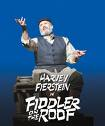 HARVEY
FIERSTEIN
IN
FIDDLER
ON THE
ROOF